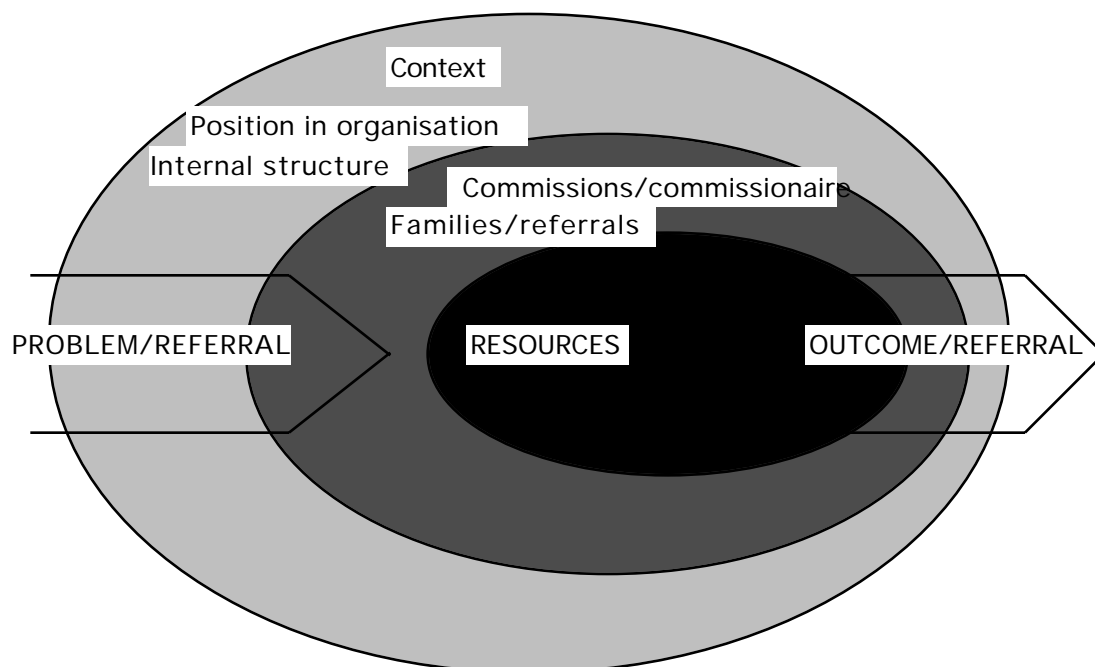 Context
Position in organisation
Internal structure
Commissions/commissionaire
Families/referrals
PROBLEM/REFERRAL
RESOURCES
OUTCOME/REFERRAL